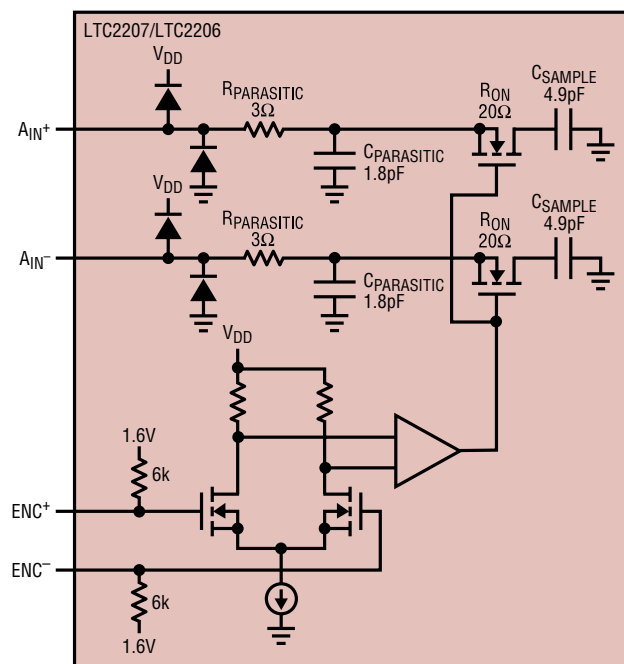 LTC2207/LTC2206
VDD
RPARASITIC
3Ω
AIN+
CPARASITIC
1.8pF
RON
20Ω
CSAMPLE
4.9pF
VDD
RPARASITIC
3Ω
AIN−
CPARASITIC
1.8pF
RON
20Ω
CSAMPLE
4.9pF
VDD
1.6V
6k
ENC+
ENC−
6k
1.6V